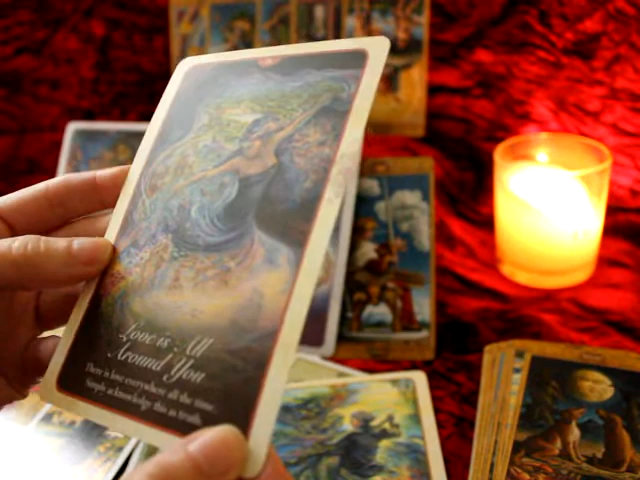 Love is All
Around You
There is love everywhere all the time.
Simply acknowledge this as truth.